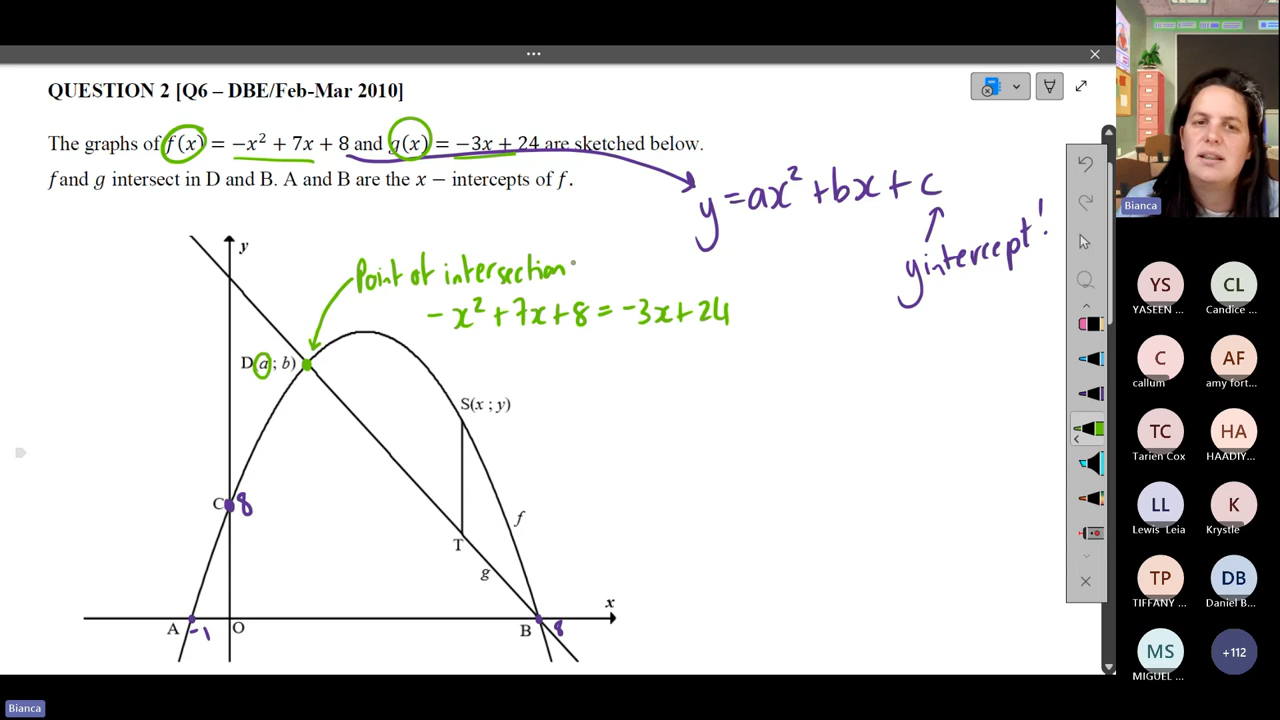 QUESTION 2 [Q6 – DBE/Feb-Mar 2010]
The graphs of f(x) = −x² + 7x + 8 and g(x) = −3x + 24 are sketched below.
f and g intersect in D and B. A and B are the x − intercepts of f.
y = ax² + bx + c
y intercept!
y
Point of intersection
- x² + 7x + 8 = -3x + 24
D(a ; b)
S(x ; y)
C 8
f
T
g
x
A -1 O B 8
Bianca
YS
YASEEN ...
CL
Candice ...
C
callum
AF
amy fort...
TC
Tarien Cox
HA
HAADIY...
LL
Lewis Leia
K
Krystle
TP
TIFFANY ...
DB
Daniel B...
MS
MIGUEL ...
+112
Bianca